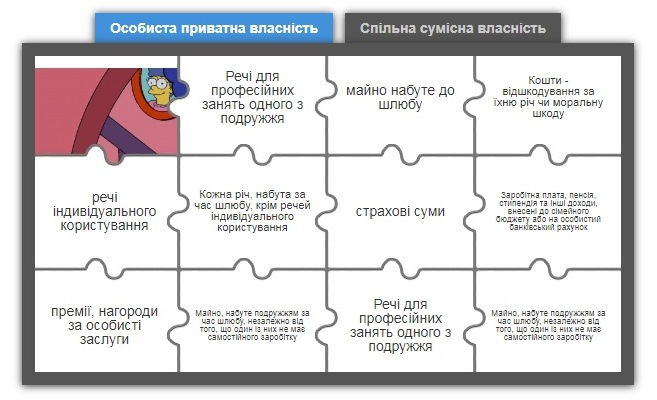 Особиста приватна власність
Спільна сумісна власність
Речі для
професійних
занять одного з
подружжя
майно набуте до
шлюбу
Кошти -
відшкодування за
їхню річ чи моральну
шкоду
речі
індивідуального
користування
Кожна річ, набута за
час шлюбу, крім речей
індивідуального
користування
страхові суми
Заробітна плата, пенсія,
стипендія та інші доходи,
внесені до сімейного
бюджету або на особистий
банківський рахунок
премії, нагороди
за особисті
заслуги
Майно, набуте подружжям за
час шлюбу, незалежно від
того, що один із них не має
самостійного заробітку
Речі для
професійних
занять одного з
подружжя
Майно, набуте подружжям за
час шлюбу, незалежно від
того, що один із них не має
самостійного заробітку